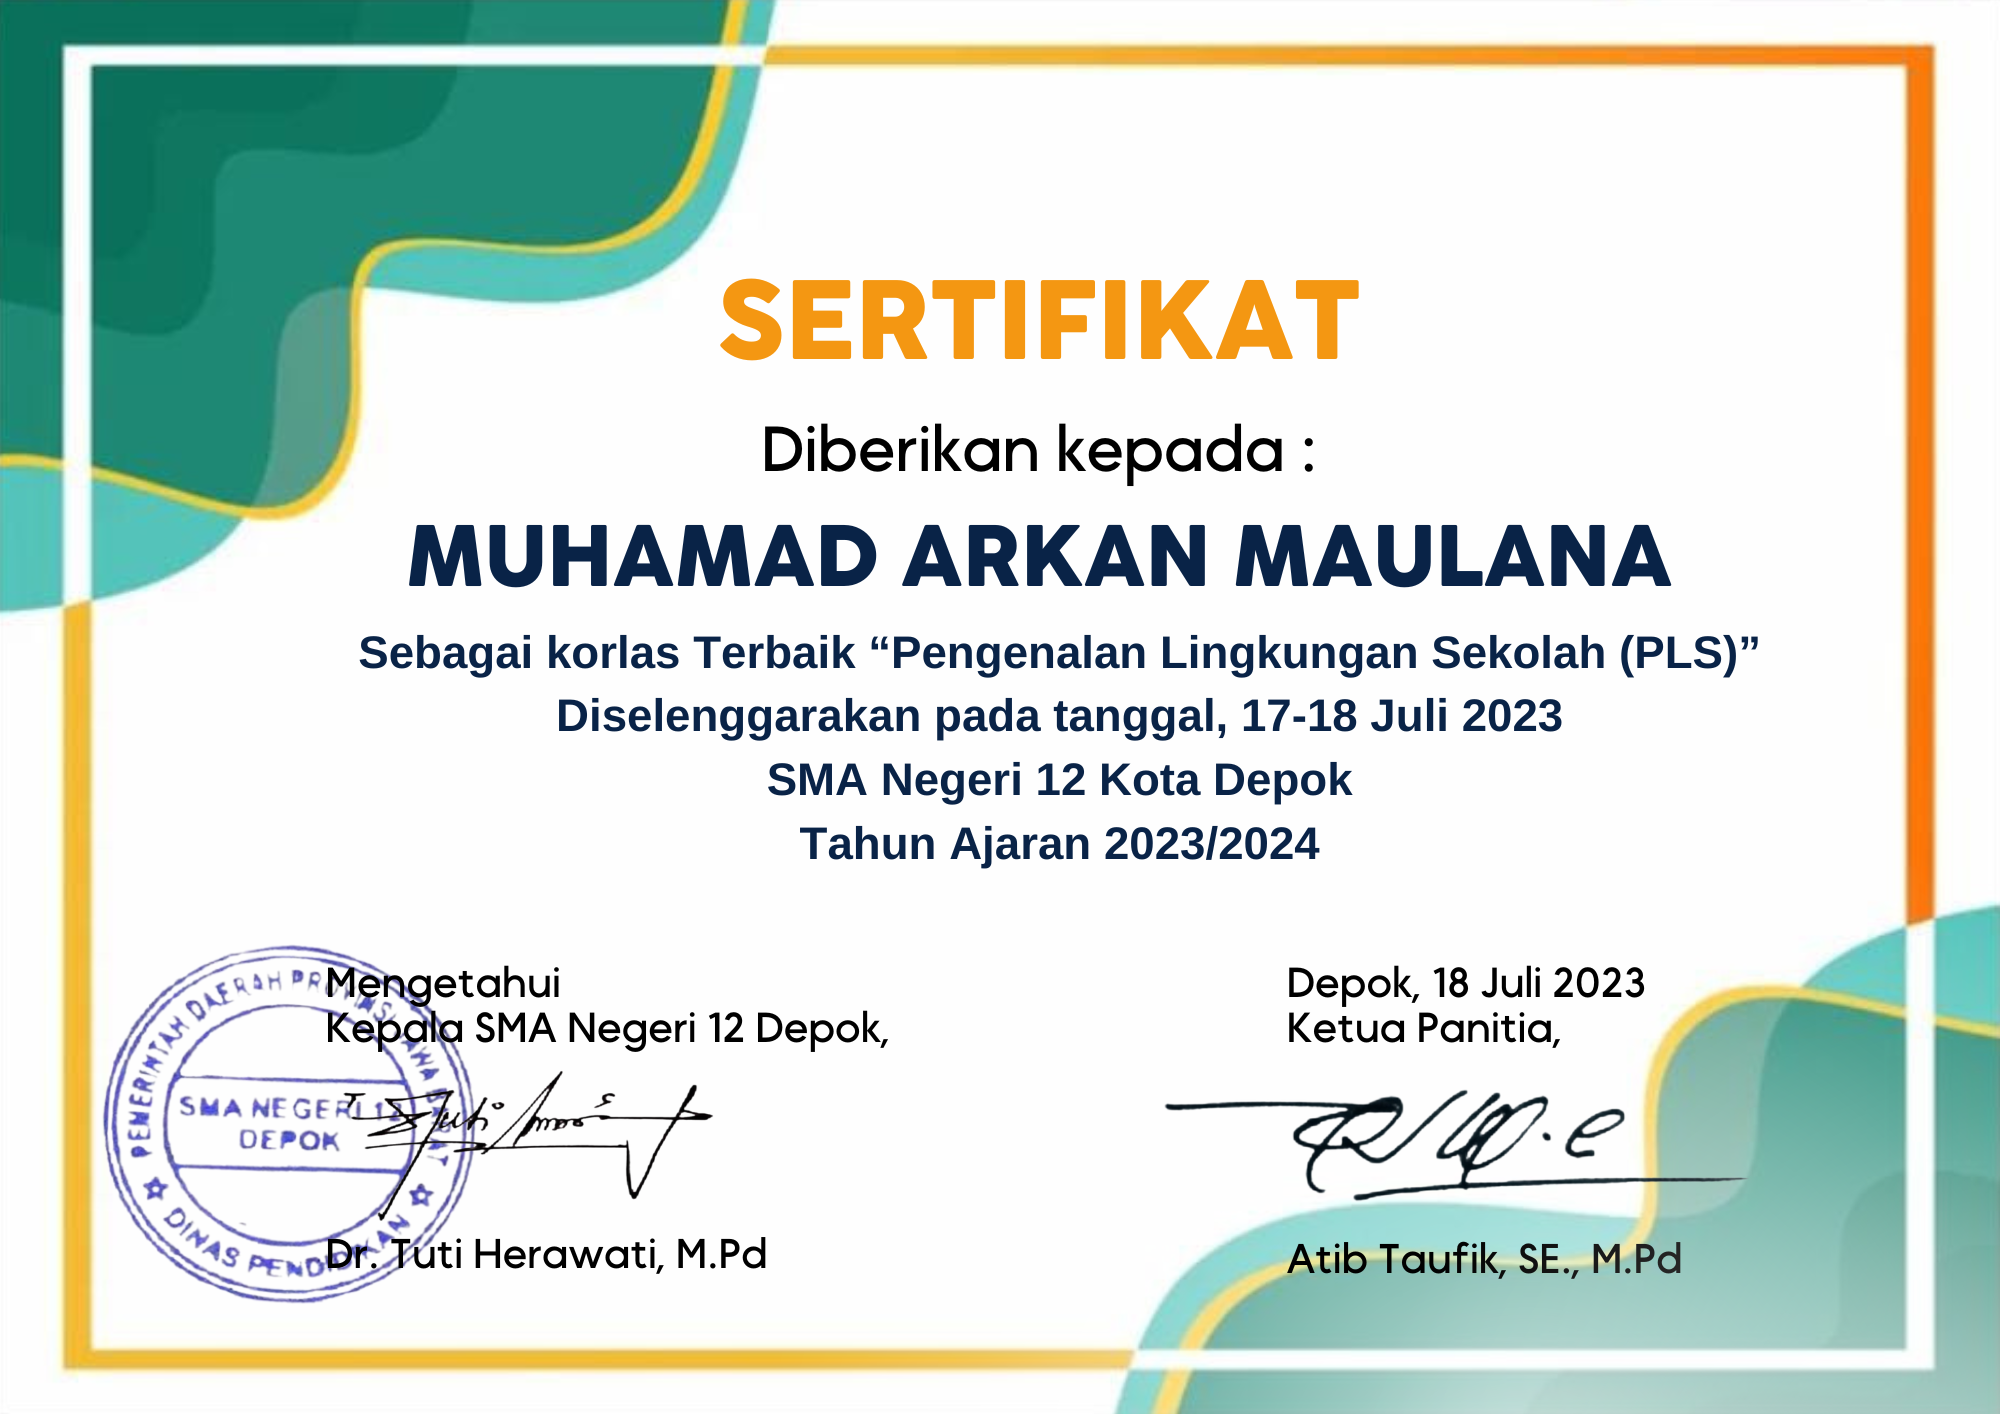 SERTIFIKAT
Diberikan kepada :
MUHAMAD ARKAN MAULANA
Sebagai korlas Terbaik “Pengenalan Lingkungan Sekolah (PLS)”
Diselenggarakan pada tanggal, 17-18 Juli 2023
SMA Negeri 12 Kota Depok
Tahun Ajaran 2023/2024
Mengetahui
Kepala SMA Negeri 12 Depok,
PEMERINTAH DAERAH PROVINSI JAWA BARAT
SMA NEGERI 12
DEPOK
DINAS PENDIDIKAN
Dr. Tuti Herawati, M.Pd
Depok, 18 Juli 2023
Ketua Panitia,
Atib Taufik, SE., M.Pd